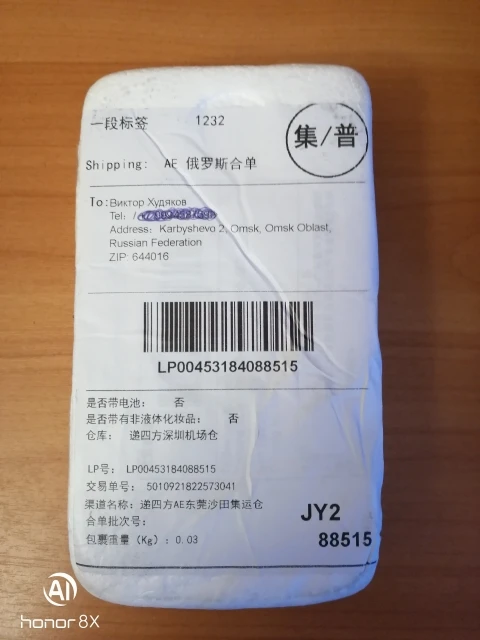 一段标签 1232
集/普
Shipping: AE 俄罗斯合单
To: Виктор Худяков
Tel: /
Address: Karbyshevo 2, Omsk, Omsk Oblast,
Russian Federation
ZIP: 644016
LP00453184088515
是否带电池: 否
是否带有非液体化妆品: 否
仓库: 递四方深圳机场仓
LP号: LP00453184088515
交易单号: 5010921822573041
渠道名称: 递四方AE东莞沙田集运仓
合单批次号:
包裹重量 (Kg): 0.03
JY2
88515
AI
honor 8X